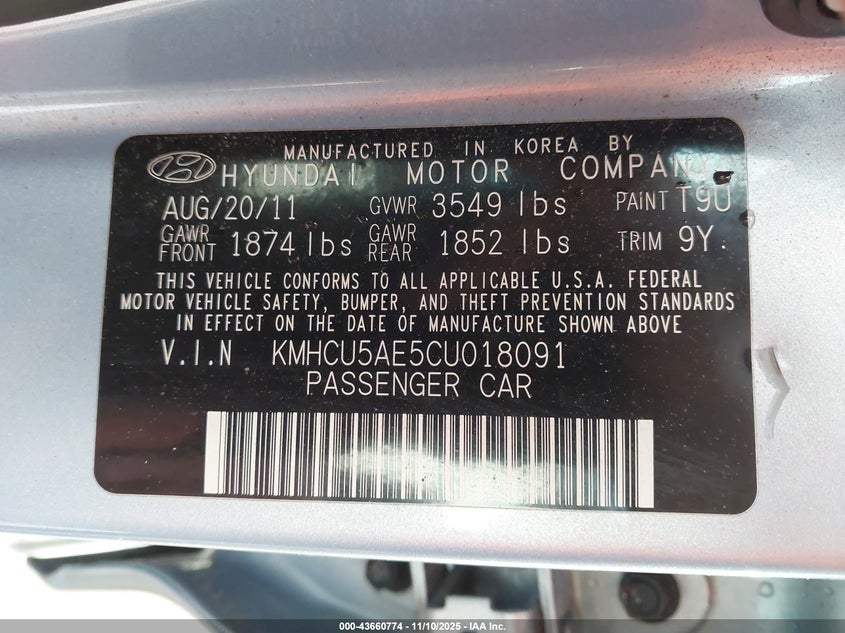 MANUFACTURED IN KOREA BY
HYUNDAI MOTOR COMPANY
AUG/20/11 GVWR 3549 lbs PAINT T9U
GAWR FRONT 1874 lbs GAWR REAR 1852 lbs TRIM 9Y
THIS VEHICLE CONFORMS TO ALL APPLICABLE U.S.A. FEDERAL
MOTOR VEHICLE SAFETY, BUMPER, AND THEFT PREVENTION STANDARDS
IN EFFECT ON THE DATE OF MANUFACTURE SHOWN ABOVE
V.I.N KMHCU5AE5CU018091
PASSENGER CAR
000-43660774 - 11/10/2025 - IAA Inc.